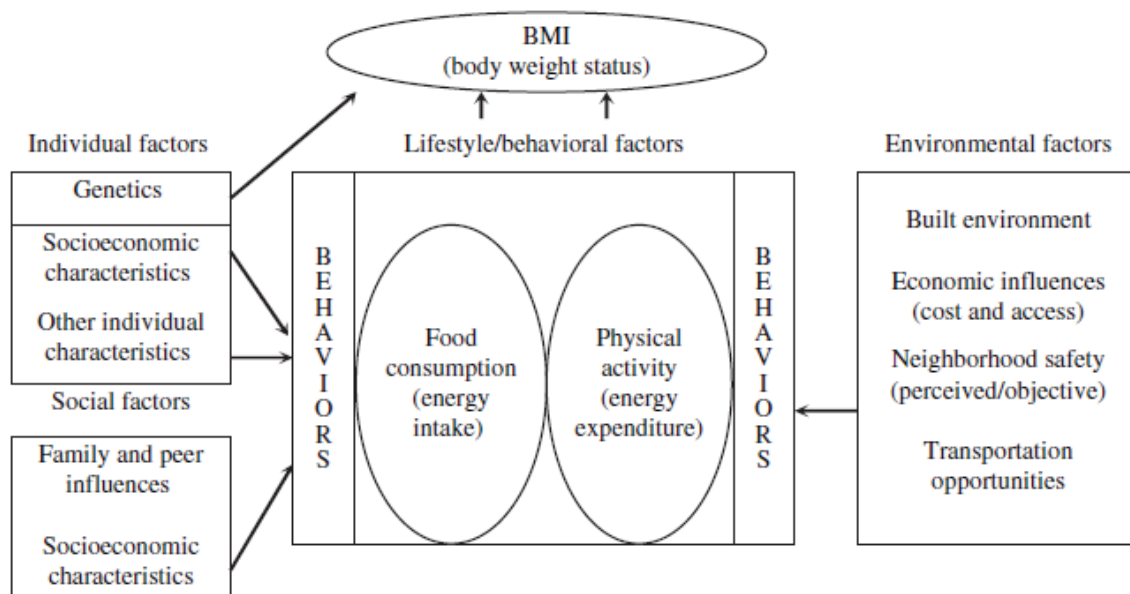 BMI
(body weight status)
Individual factors
Lifestyle/behavioral factors
Environmental factors
Genetics
Socioeconomic
characteristics
Other individual
characteristics
Social factors
Family and peer
influences
Socioeconomic
characteristics
BEHAVIORS
Food
consumption
(energy
intake)
Physical
activity
(energy
expenditure)
BEHAVIORS
Built environment
Economic influences
(cost and access)
Neighborhood safety
(perceived/objective)
Transportation
opportunities